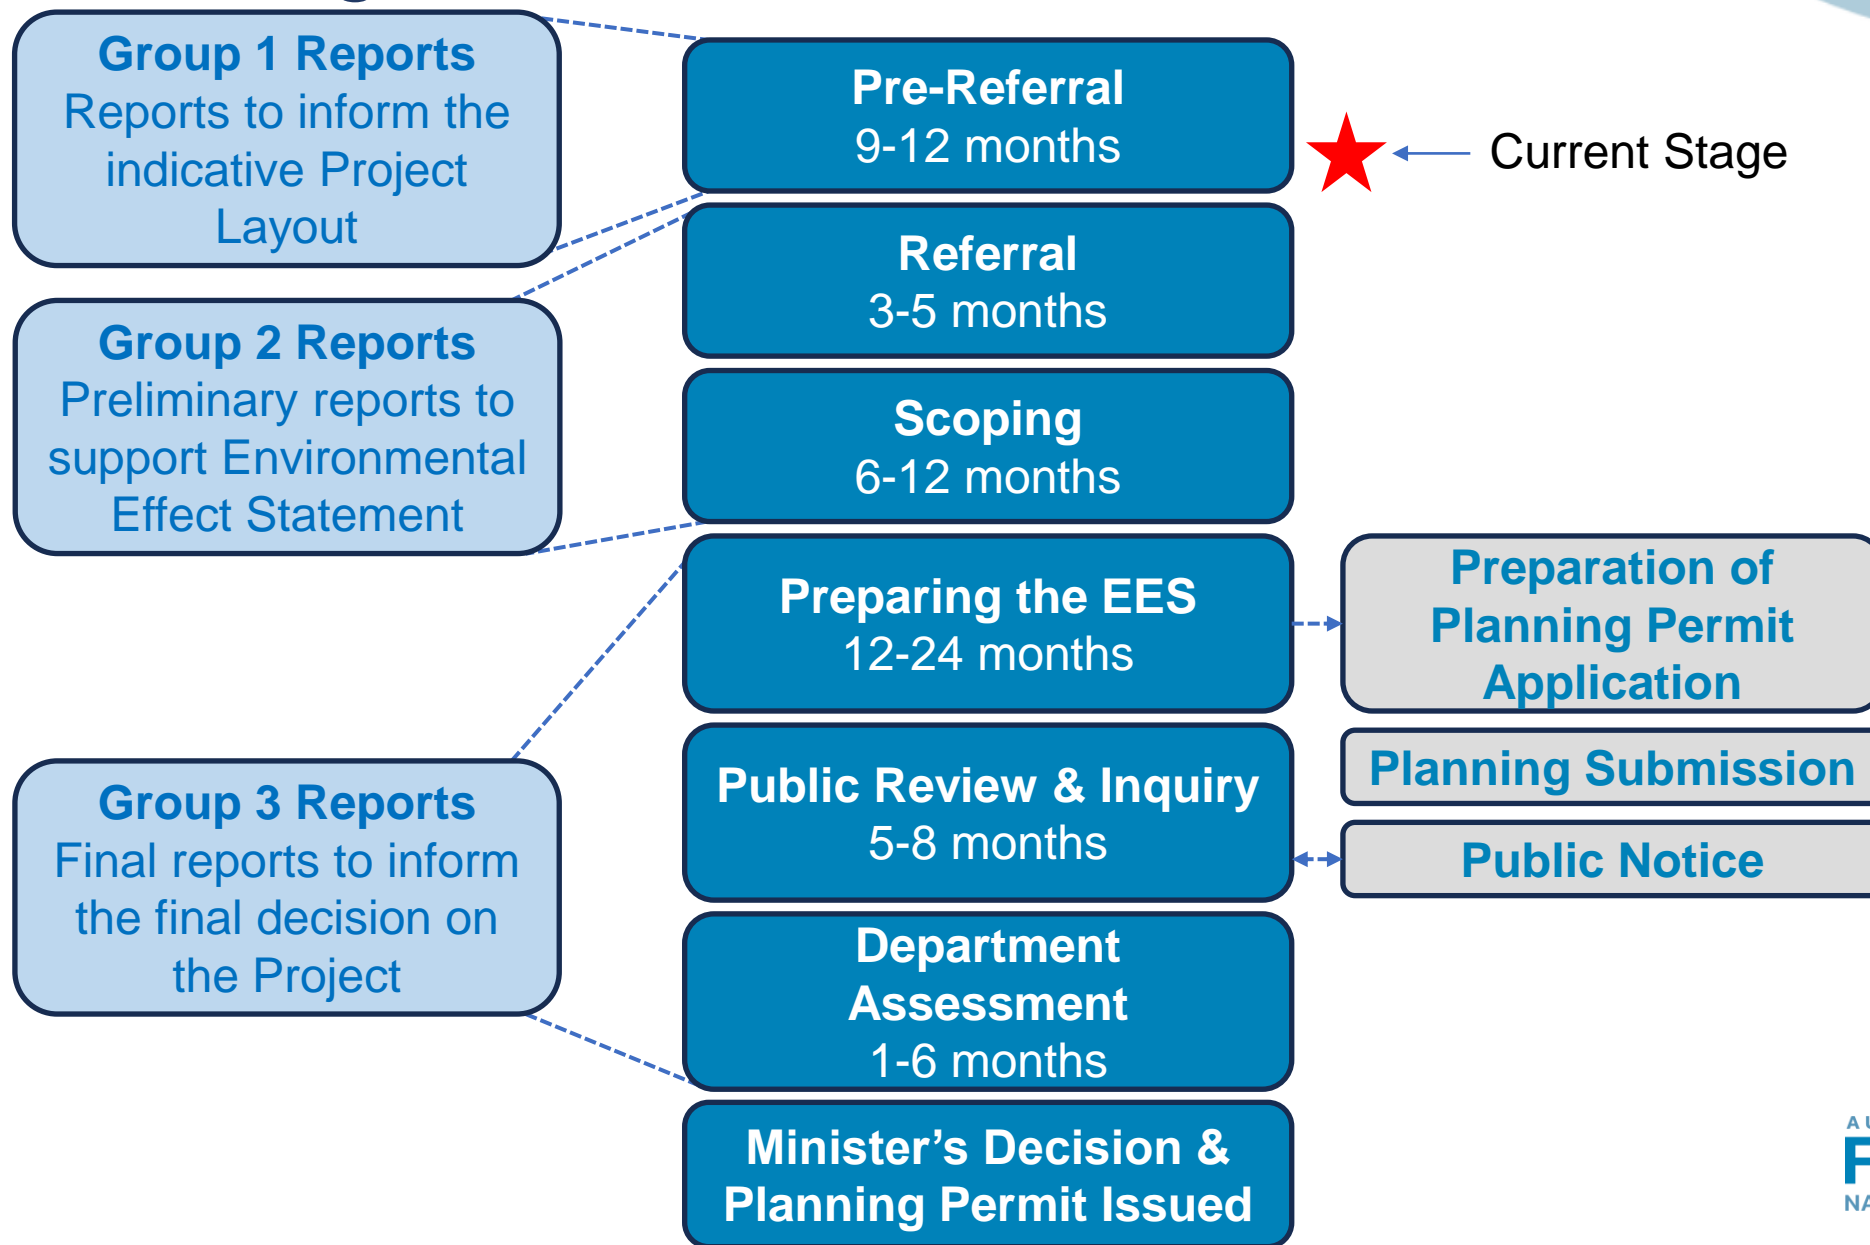 Group 1 Reports
Reports to inform the
indicative Project
Layout
Group 2 Reports
Preliminary reports to
support Environmental
Effect Statement
Group 3 Reports
Final reports to inform
the final decision on
the Project
Pre-Referral
9-12 months
Current Stage
Referral
3-5 months
Scoping
6-12 months
Preparing the EES
12-24 months
Public Review & Inquiry
5-8 months
Department
Assessment
1-6 months
Minister’s Decision &
Planning Permit Issued
Preparation of
Planning Permit
Application
Planning Submission
Public Notice